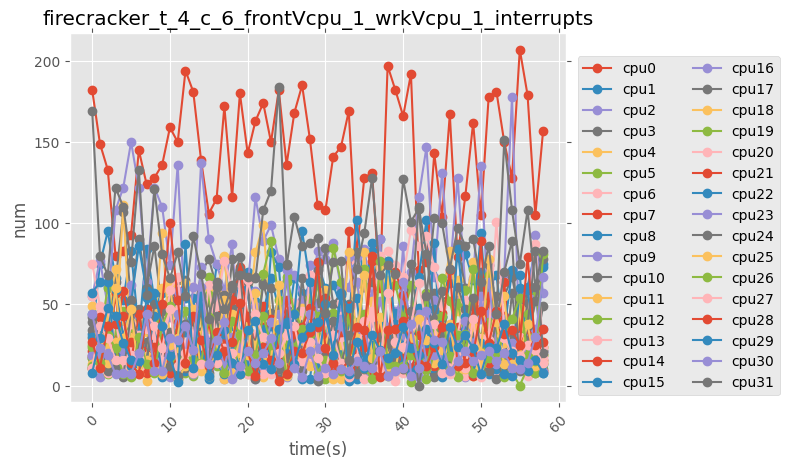 firecracker_t_4_c_6_frontVcpu_1_wrkVcpu_1_interrupts
num
200
150
100
50
0
0
10
20
30
40
50
60
time(s)
cpu0
cpu1
cpu2
cpu3
cpu4
cpu5
cpu6
cpu7
cpu8
cpu9
cpu10
cpu11
cpu12
cpu13
cpu14
cpu15
cpu16
cpu17
cpu18
cpu19
cpu20
cpu21
cpu22
cpu23
cpu24
cpu25
cpu26
cpu27
cpu28
cpu29
cpu30
cpu31